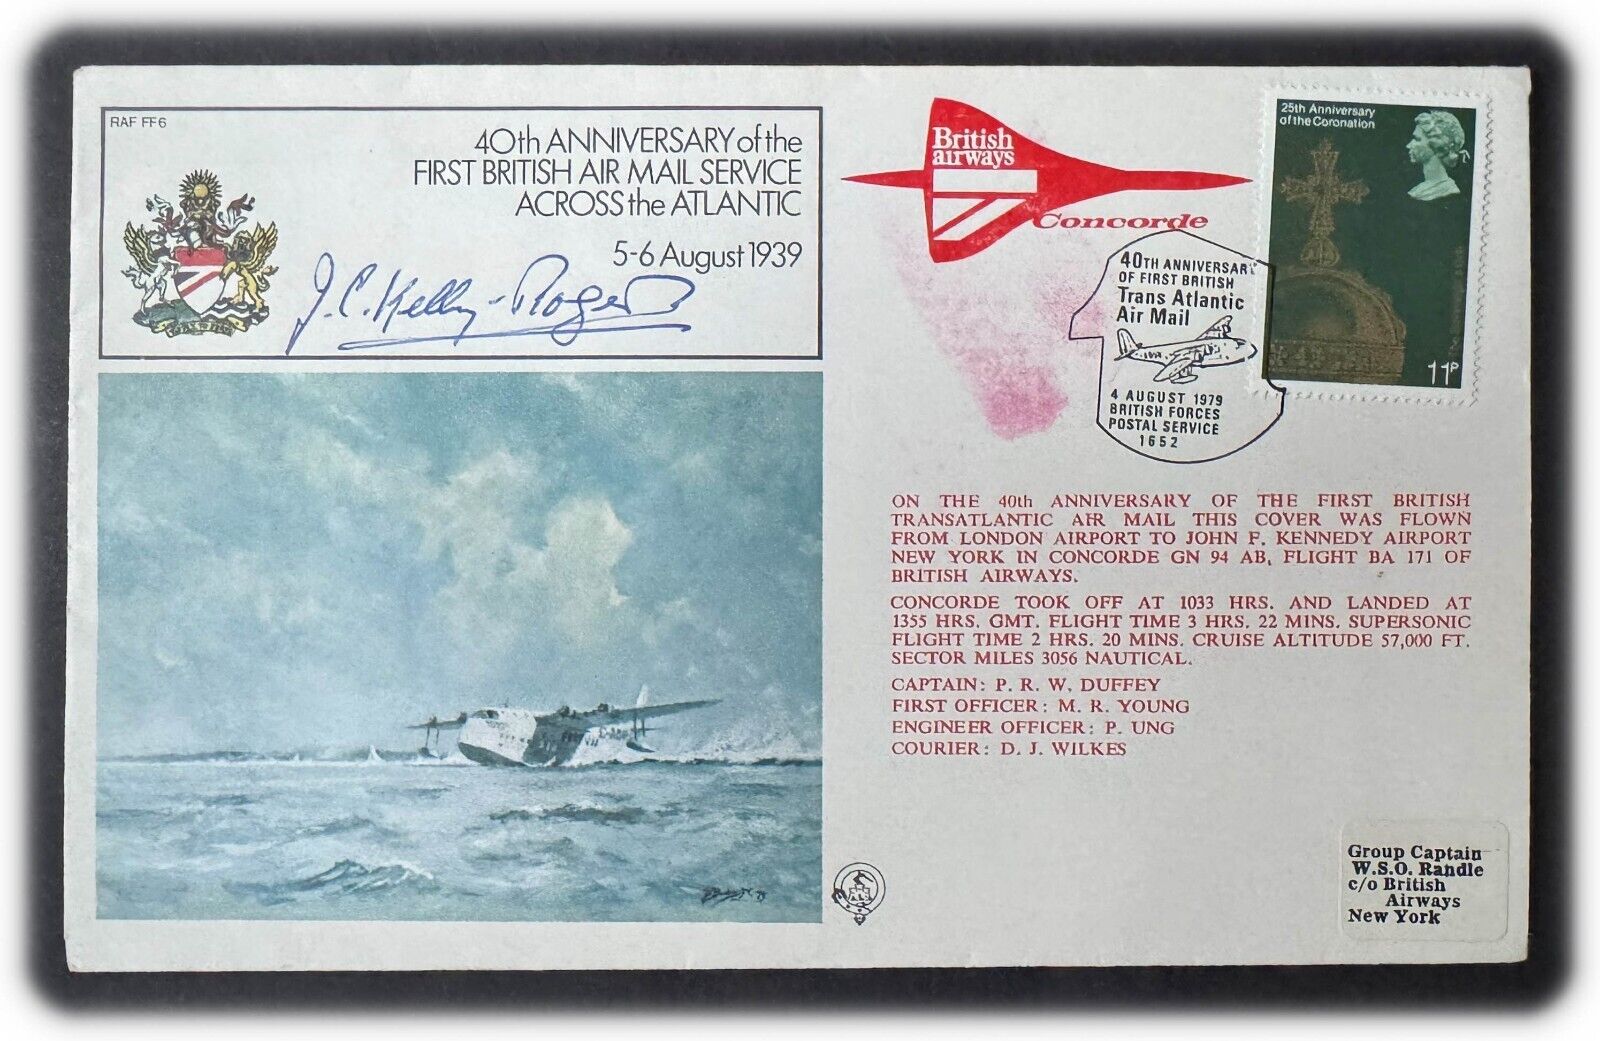 RAF FF6
40th ANNIVERSARY of the
FIRST BRITISH AIR MAIL SERVICE
ACROSS the ATLANTIC
5-6 August 1939
J. C. Kelly-Rogers
British
airways
Concorde
25th Anniversary
of the Coronation
11P
40TH ANNIVERSARY
OF FIRST BRITISH
Trans Atlantic
Air Mail
4 AUGUST 1979
BRITISH FORCES
POSTAL SERVICE
1652
ON THE 40th ANNIVERSARY OF THE FIRST BRITISH
TRANSATLANTIC AIR MAIL THIS COVER WAS FLOWN
FROM LONDON AIRPORT TO JOHN F. KENNEDY AIRPORT
NEW YORK IN CONCORDE GN 94 AB, FLIGHT BA 171 OF
BRITISH AIRWAYS.
CONCORDE TOOK OFF AT 1033 HRS. AND LANDED AT
1355 HRS. GMT. FLIGHT TIME 3 HRS. 22 MINS. SUPERSONIC
FLIGHT TIME 2 HRS. 20 MINS. CRUISE ALTITUDE 57,000 FT.
SECTOR MILES 3056 NAUTICAL.
CAPTAIN: P. R. W. DUFFEY
FIRST OFFICER: M. R. YOUNG
ENGINEER OFFICER: P. UNG
COURIER: D. J. WILKES
Group Captain
W.S.O. Randle
c/o British
Airways
New York